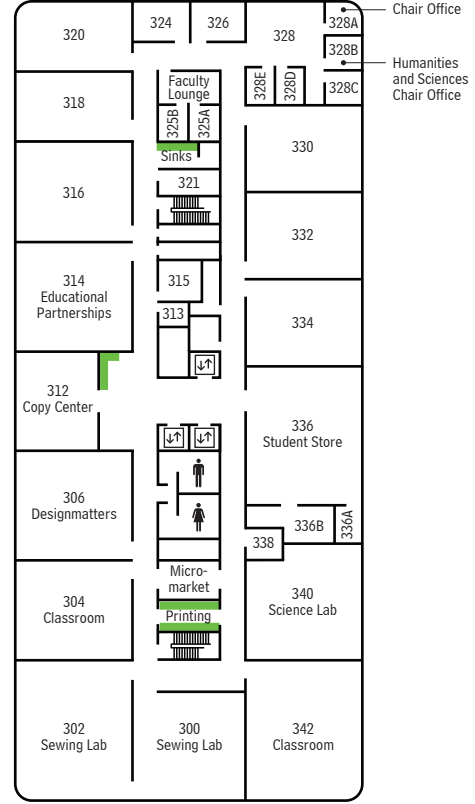 Chair Office
324
326
328A
320
328
328B
Humanities
and Sciences
Chair Office
328E
328D
328C
Faculty
Lounge
318
325B
325A
330
Sinks
321
316
332
315
314
Educational
Partnerships
313
334
312
Copy Center
336
Student Store
306
Designmatters
336B
336A
338
Micro-
market
340
Science Lab
304
Classroom
Printing
302
Sewing Lab
300
Sewing Lab
342
Classroom